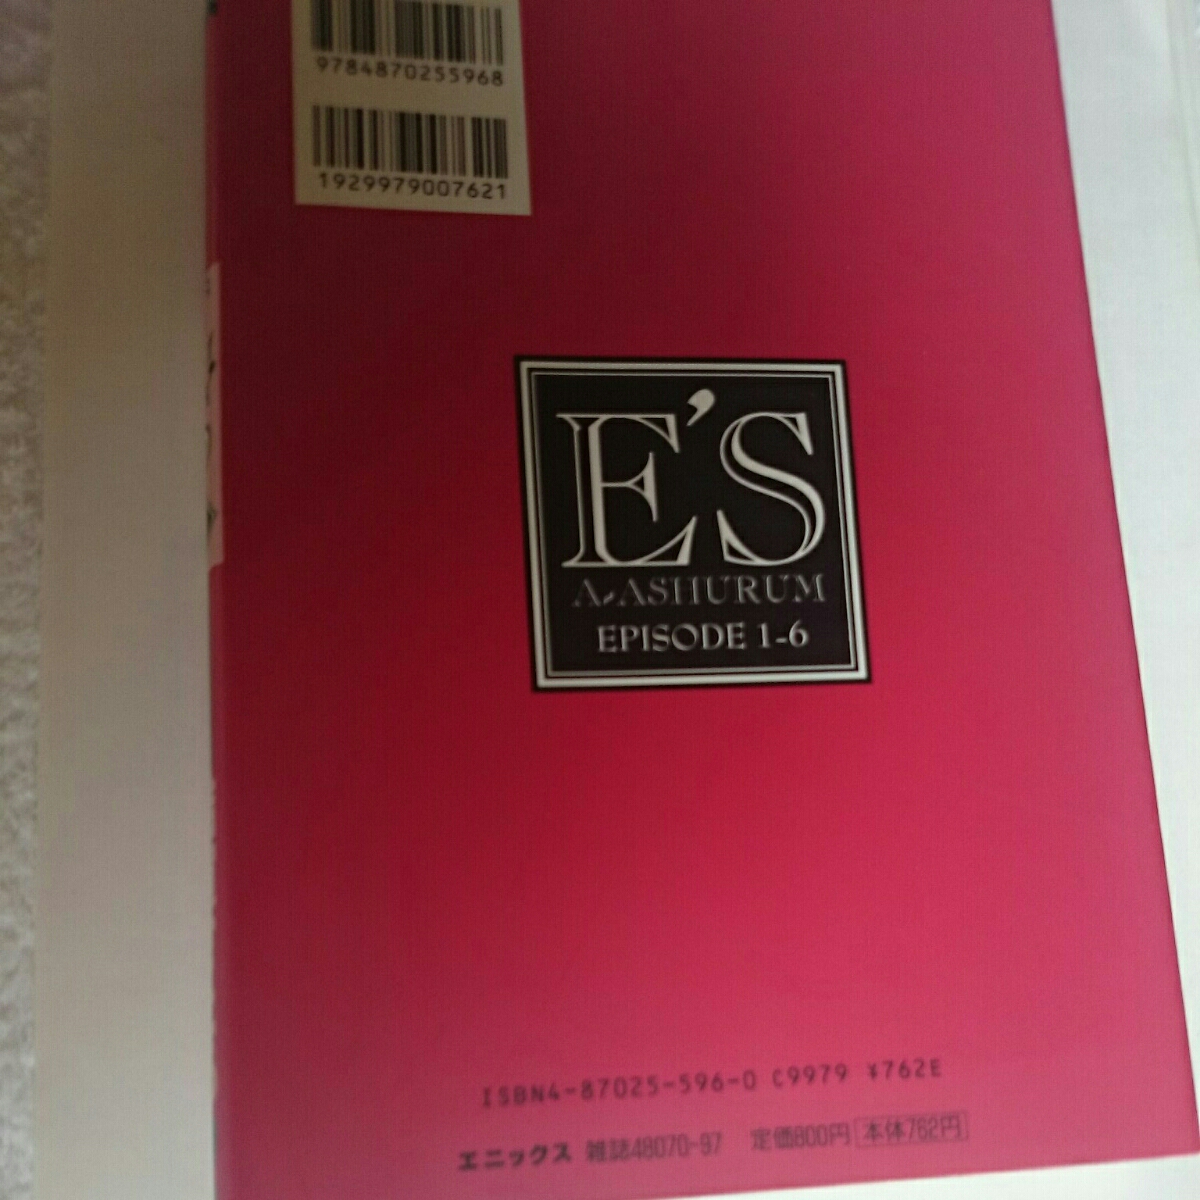 9784870255968
1929979007621
E'S
A-ASHURUM
EPISODE 1-6
ISBN4-87025-596-0 C9979 ¥762E
エニックス 雑誌48070-97 定価800円 本体762円